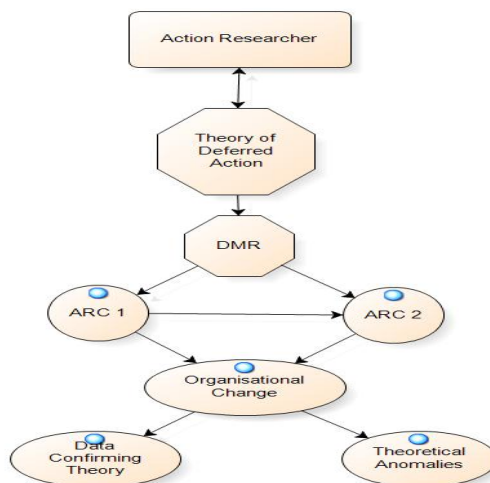 Action Researcher
Theory of
Deferred
Action
DMR
ARC 1
ARC 2
Organisational
Change
Data
Confirming
Theory
Theoretical
Anomalies